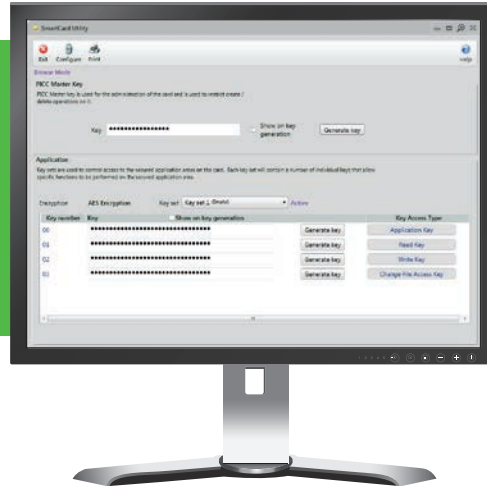 SmartCard Utility
Exit Configure Print Help
Browse Mode
PICC Master Key
PICC Master key is used for the administration of the card and is used to restrict create /
delete operations on it.
Key ●●●●●●●●●●●●●●●● Show on key generation Generate key
Application
Key sets are used to control access to the secured application areas on the card. Each key set will contain a number of individual keys that allow
specific functions to be performed on the secured application area.
Encryption AES Encryption Key set Key set 1 Active
Key number Key Show on key generation Key Access Type
00 Generate key Application Key
01 Generate key Read Key
02 Generate key Write Key
03 Generate key Change File Access Key